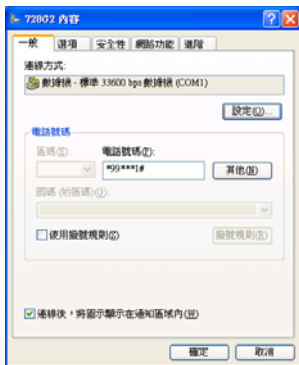 728G2 內容
一般 選項 安全性 網路功能 進階
連線方式:
數據機 - 標準 33600 bps 數據機 (COM1)
設定(O)...
電話號碼
區碼(E): 電話號碼(P):
*99***1# 其他(N)
國碼 (地區碼)(G):
使用撥號規則(S) 撥號規則(R)
連線後，將圖示顯示在通知區域內(W)
確定 取消